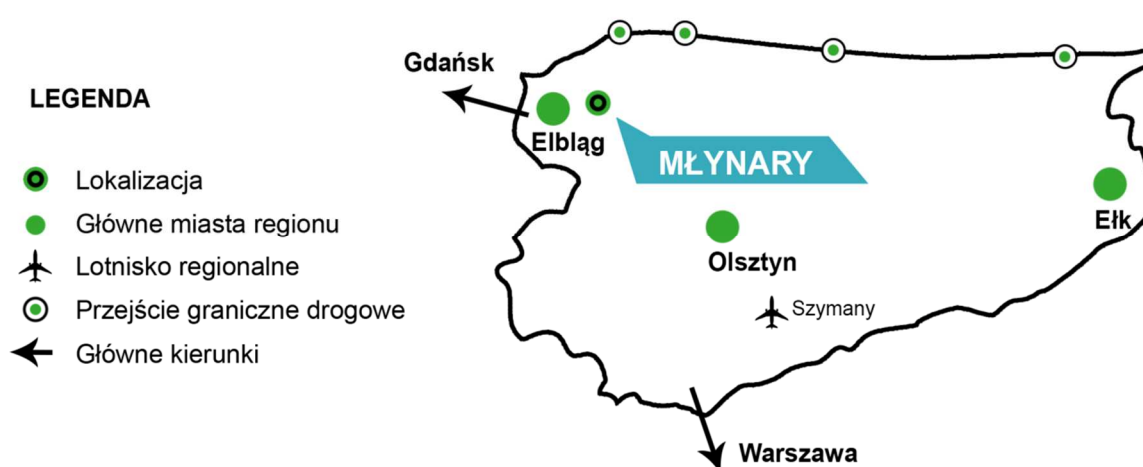 LEGENDA
Lokalizacja
Główne miasta regionu
Lotnisko regionalne
Przejście graniczne drogowe
Główne kierunki
Gdańsk
Elbląg
MŁYNARY
Ełk
Olsztyn
Szymany
Warszawa